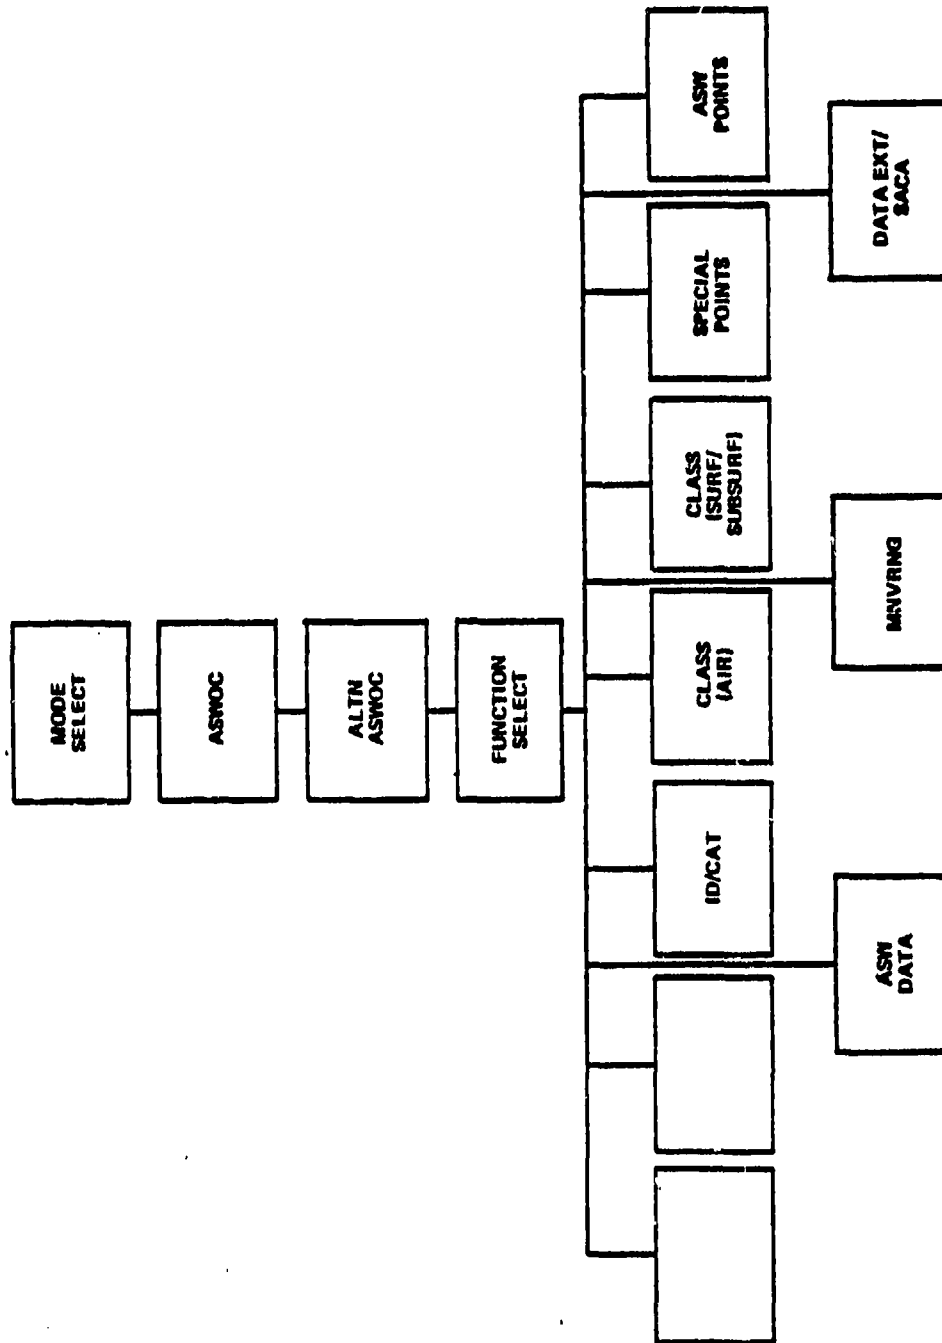 MODE
SELECT
ASWOC
ALTN
ASWOC
FUNCTION
SELECT
ID/CAT
CLASS
(AIR)
CLASS
(SURF/
SUBSURF)
SPECIAL
POINTS
ASW
POINTS
ASW
DATA
MNVRNG
DATA EXT/
SACA